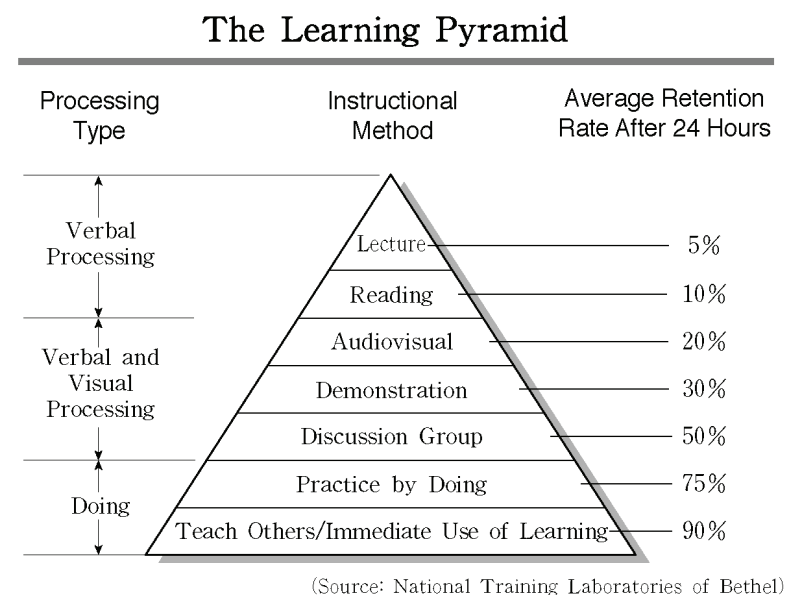 The Learning Pyramid
Processing
Type
Instructional
Method
Average Retention
Rate After 24 Hours
Verbal
Processing
Lecture
5%
Reading
10%
Verbal and
Visual
Processing
Audiovisual
20%
Demonstration
30%
Discussion Group
50%
Doing
Practice by Doing
75%
Teach Others/Immediate Use of Learning
90%
(Source: National Training Laboratories of Bethel)